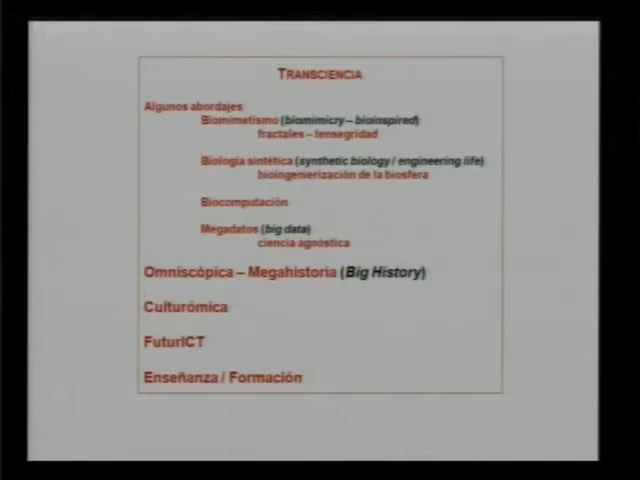 TRANSCIENCIA
Algunos abordajes
Biomimetismo (biomimicry – bioinspired)
fractales – tensegridad
Biología sintética (synthetic biology / engineering life)
bioingenierización de la biosfera
Biocomputación
Megadatos (big data)
ciencia agnóstica
Omniscópica – Megahistoria (Big History)
Culturómica
FuturICT
Enseñanza / Formación